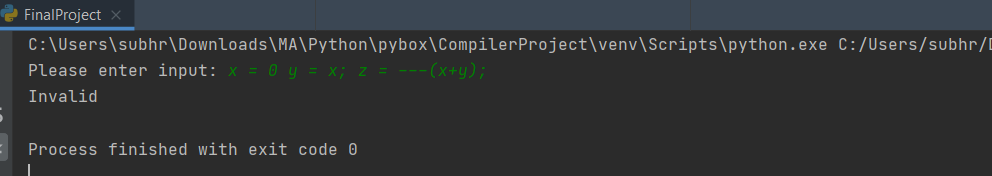 FinalProject ×
C:\Users\subhr\Downloads\MA\Python\pybox\CompilerProject\venv\Scripts\python.exe C:/Users/subhr/
Please enter input: x = 0 y = x; z = ---(x+y);
Invalid
Process finished with exit code 0